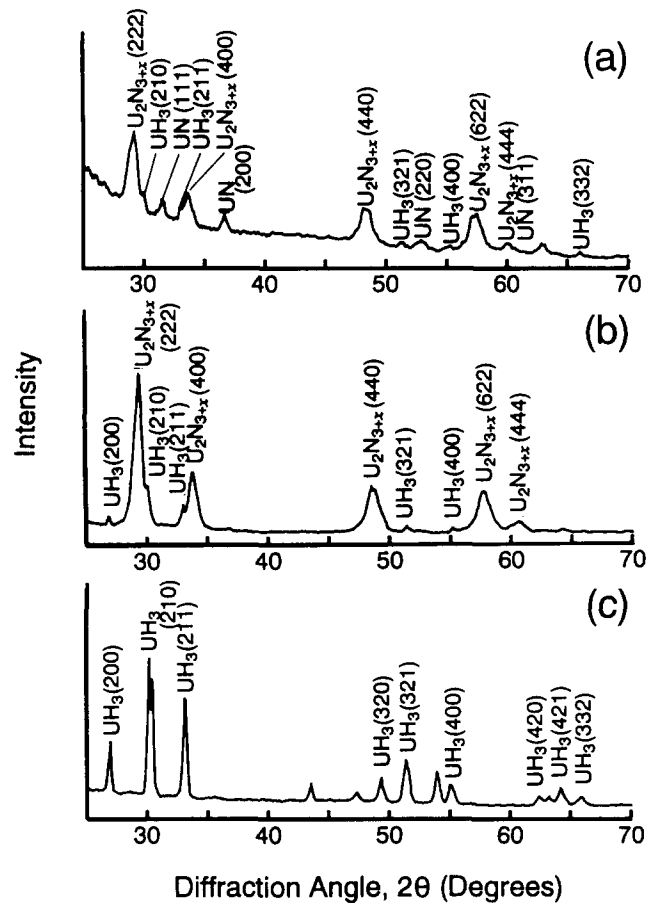 Intensity
(a)
U₂N₃₊ₓ (222)
UH₃(210)
UN (111)
UH₃(211)
U₂N₃₊ₓ(400)
UN (200)
U₂N₃₊ₓ(440)
UH₃(321)
UN (220)
UH₃(400)
U₂N₃₊ₓ(622)
U₂N₃₊ₓ(444)
UN (311)
UH₃(332)
30 40 50 60 70
(b)
UH₃(200)
U₂N₃₊ₓ
(222)
UH₃(210)
UH₃(211)
U₂N₃₊ₓ(400)
U₂N₃₊ₓ(440)
UH₃(321)
UH₃(400)
U₂N₃₊ₓ(622)
U₂N₃₊ₓ(444)
30 40 50 60 70
(c)
UH₃(200)
UH₃
(210)
UH₃(211)
UH₃(320)
UH₃(321)
UH₃(400)
UH₃(420)
UH₃(421)
UH₃(332)
30 40 50 60 70
Diffraction Angle, 2θ (Degrees)